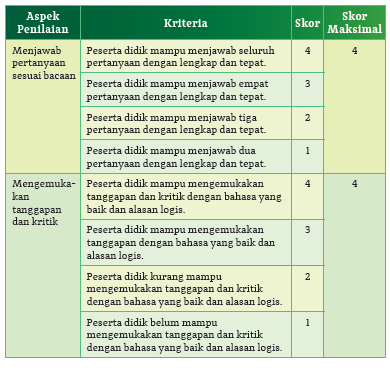 Aspek Penilaian
Kriteria
Skor
Skor Maksimal
Menjawab pertanyaan sesuai bacaan
Peserta didik mampu menjawab seluruh
pertanyaan dengan lengkap dan tepat.
4
4
Peserta didik mampu menjawab empat
pertanyaan dengan lengkap dan tepat.
3
Peserta didik mampu menjawab tiga
pertanyaan dengan lengkap dan tepat.
2
Peserta didik mampu menjawab dua
pertanyaan dengan lengkap dan tepat.
1
Mengemuka-
kan
tanggapan
dan kritik
Peserta didik mampu mengemukakan
tanggapan dan kritik dengan bahasa yang
baik dan alasan logis.
4
4
Peserta didik mampu mengemukakan
tanggapan dengan bahasa yang baik dan
alasan logis.
3
Peserta didik kurang mampu
mengemukakan tanggapan dan kritik
dengan bahasa yang baik dan alasan logis.
2
Peserta didik belum mampu
mengemukakan tanggapan dan kritik
dengan bahasa yang baik dan alasan logis.
1